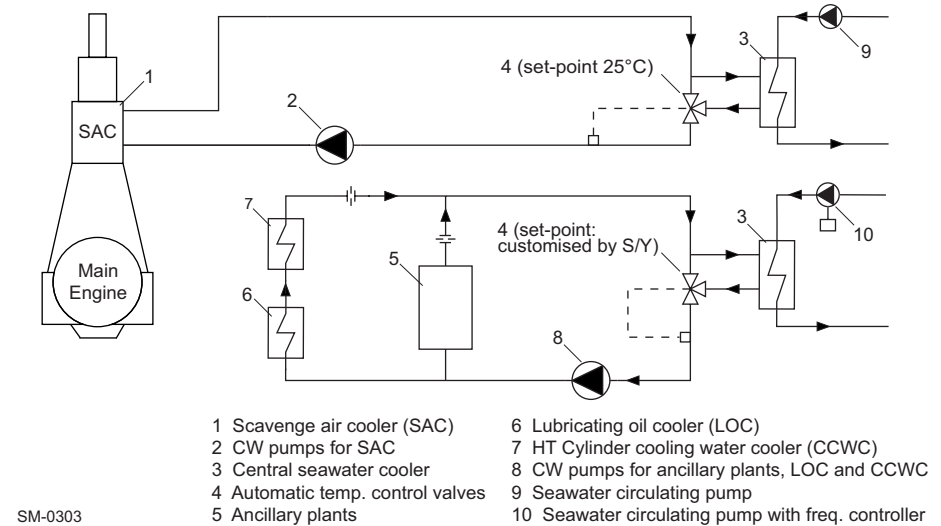 1
SAC
2
4 (set-point 25°C)
3
9
Main
Engine
7
6
5
4 (set-point:
customised by S/Y)
8
3
10
1 Scavenge air cooler (SAC)
2 CW pumps for SAC
3 Central seawater cooler
4 Automatic temp. control valves
5 Ancillary plants
6 Lubricating oil cooler (LOC)
7 HT Cylinder cooling water cooler (CCWC)
8 CW pumps for ancillary plants, LOC and CCWC
9 Seawater circulating pump
10 Seawater circulating pump with freq. controller
SM-0303